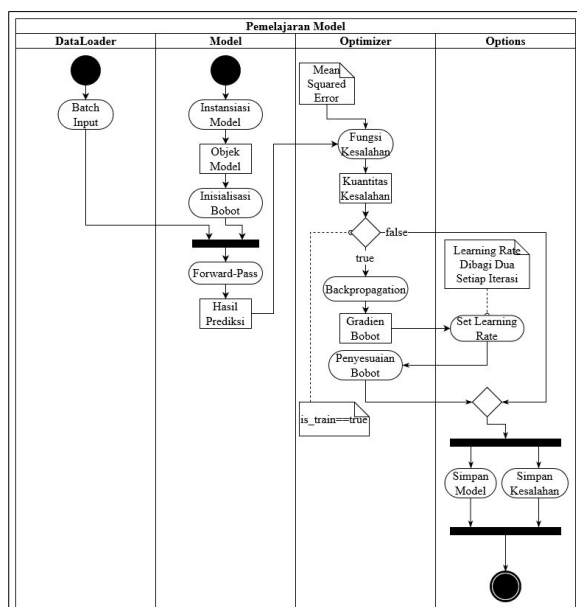 Pemelajaran Model
DataLoader
Model
Optimizer
Options
Batch
Input
Instansiasi
Model
Objek
Model
Inisialisasi
Bobot
Forward-Pass
Hasil
Prediksi
Mean
Squared
Error
Fungsi
Kesalahan
Kuantitas
Kesalahan
false
true
Backpropagation
Gradien
Bobot
Penyesuaian
Bobot
is_train==true
Learning Rate
Dibagi Dua
Setiap Iterasi
Set Learning
Rate
Simpan
Model
Simpan
Kesalahan